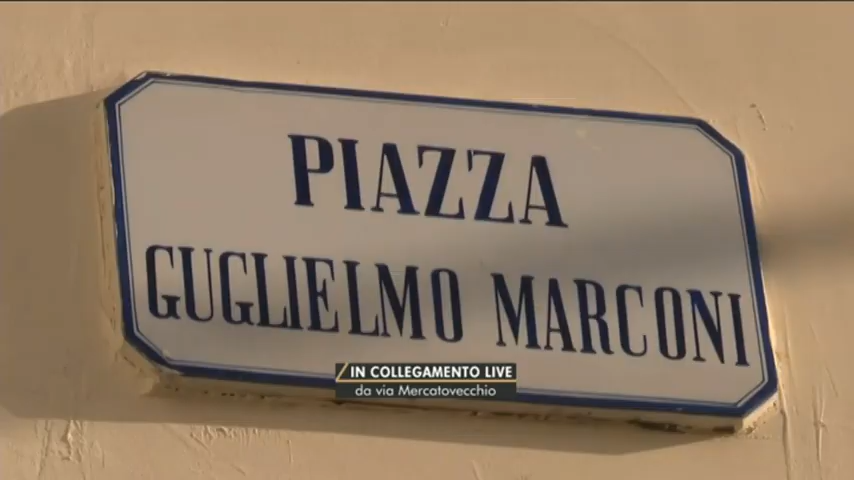 PIAZZA
GUGLIELMO MARCONI
IN COLLEGAMENTO LIVE
da via Mercatovecchio